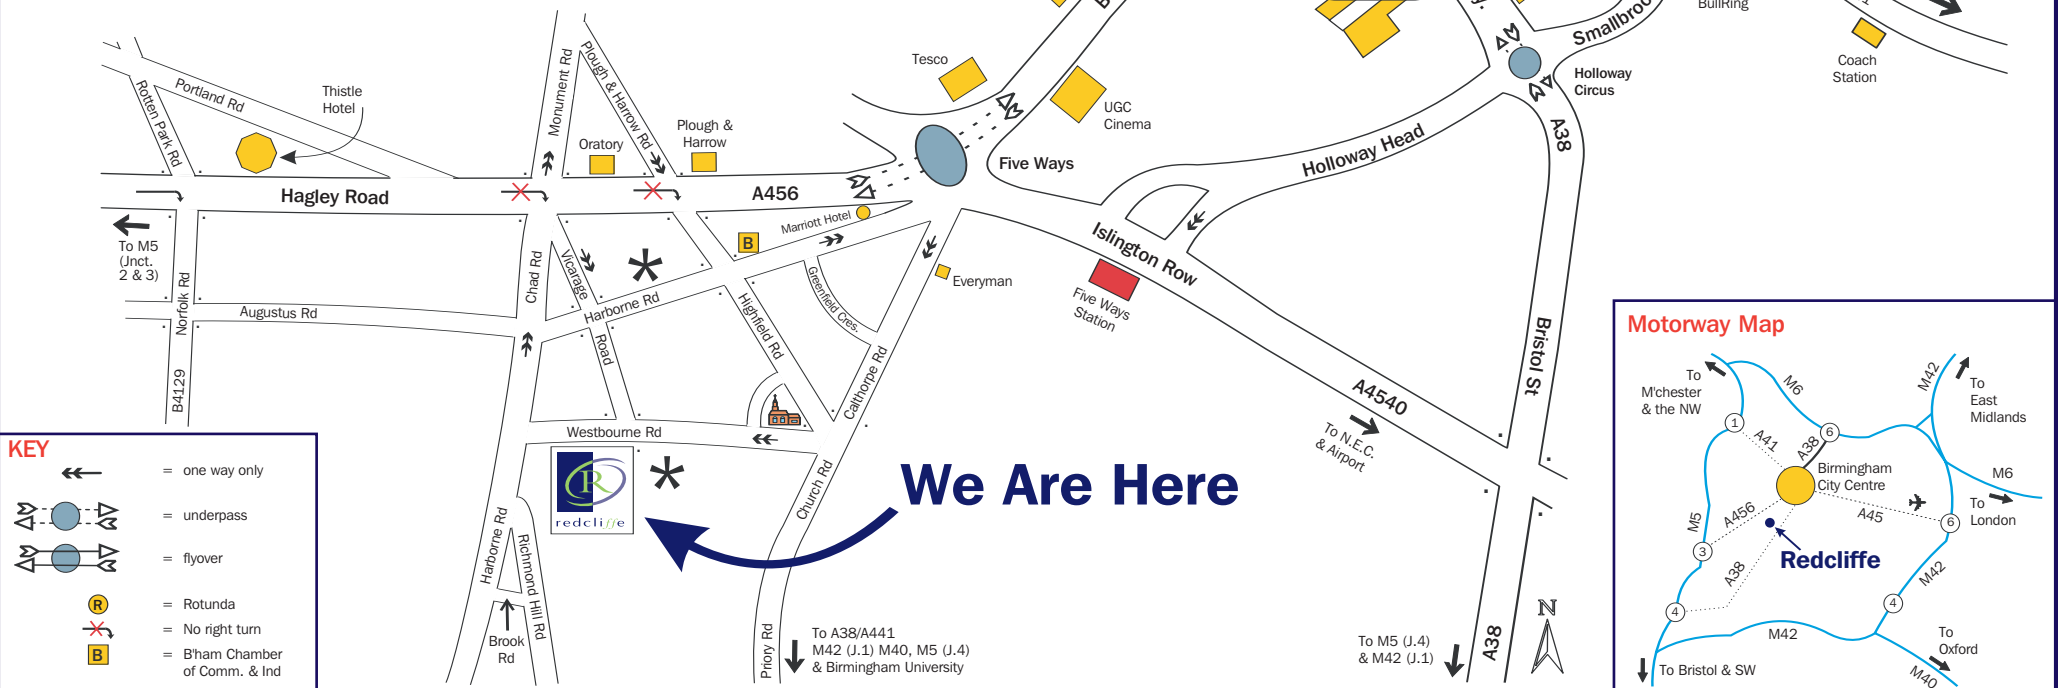 BullRing
Smallbroo
Coach
Station
Holloway
Circus
Tesco
UGC
Cinema
Thistle
Hotel
Portland Rd
Rotten Park Rd
Monument Rd
Plough & Harrow Rd
Oratory
Plough &
Harrow
Five Ways
Holloway Head
A38
Hagley Road
A456
Marriott Hotel
B
To M5
(Jnct.
2 & 3)
Norfolk Rd
Augustus Rd
B4129
Chad Rd
Vicarage
Road
*
Harborne Rd
Highfield Rd
Greenfield Cres.
Everyman
Calthorpe Rd
Islington Row
Five Ways
Station
A4540
To N.E.C.
& Airport
Bristol St
Westbourne Rd
R
redcliffe
*
We Are Here
Church Rd
Harborne Rd
Richmond Hill Rd
Brook
Rd
Priory Rd
To A38/A441
M42 (J.1) M40, M5 (J.4)
& Birmingham University
To M5 (J.4)
& M42 (J.1)
A38
N
KEY
= one way only
= underpass
= flyover
R = Rotunda
= No right turn
B = B'ham Chamber
of Comm. & Ind
Motorway Map
To
M'chester
& the NW
M6
M42
To
East
Midlands
1
A41
A38
6
Birmingham
City Centre
M6
To
London
M5
A456
A45
6
3
Redcliffe
A38
M42
4
4
M42
To
Oxford
M40
To Bristol & SW